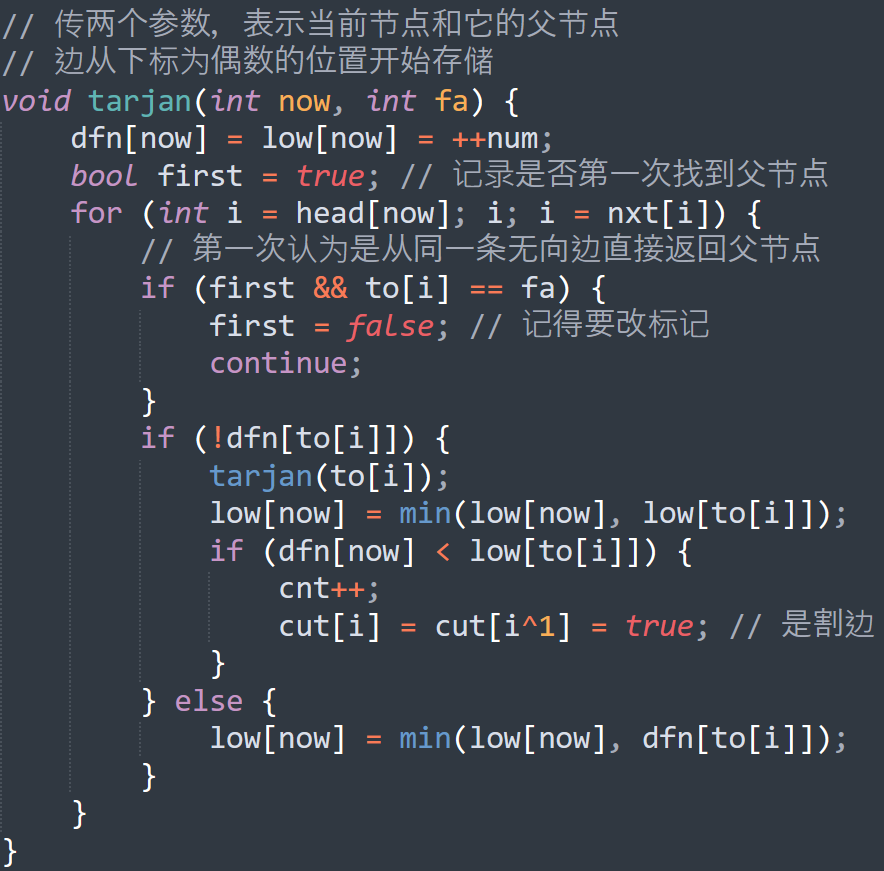 // 传两个参数, 表示当前节点和它的父节点
// 边从下标为偶数的位置开始存储
void tarjan(int now, int fa) {
    dfn[now] = low[now] = ++num;
    bool first = true; // 记录是否第一次找到父节点
    for (int i = head[now]; i; i = nxt[i]) {
        // 第一次认为是从同一条无向边直接返回父节点
        if (first && to[i] == fa) {
            first = false; // 记得要改标记
            continue;
        }
        if (!dfn[to[i]]) {
            tarjan(to[i]);
            low[now] = min(low[now], low[to[i]]);
            if (dfn[now] < low[to[i]]) {
                cnt++;
                cut[i] = cut[i^1] = true; // 是割边
            }
        } else {
            low[now] = min(low[now], dfn[to[i]]);
        }
    }
}